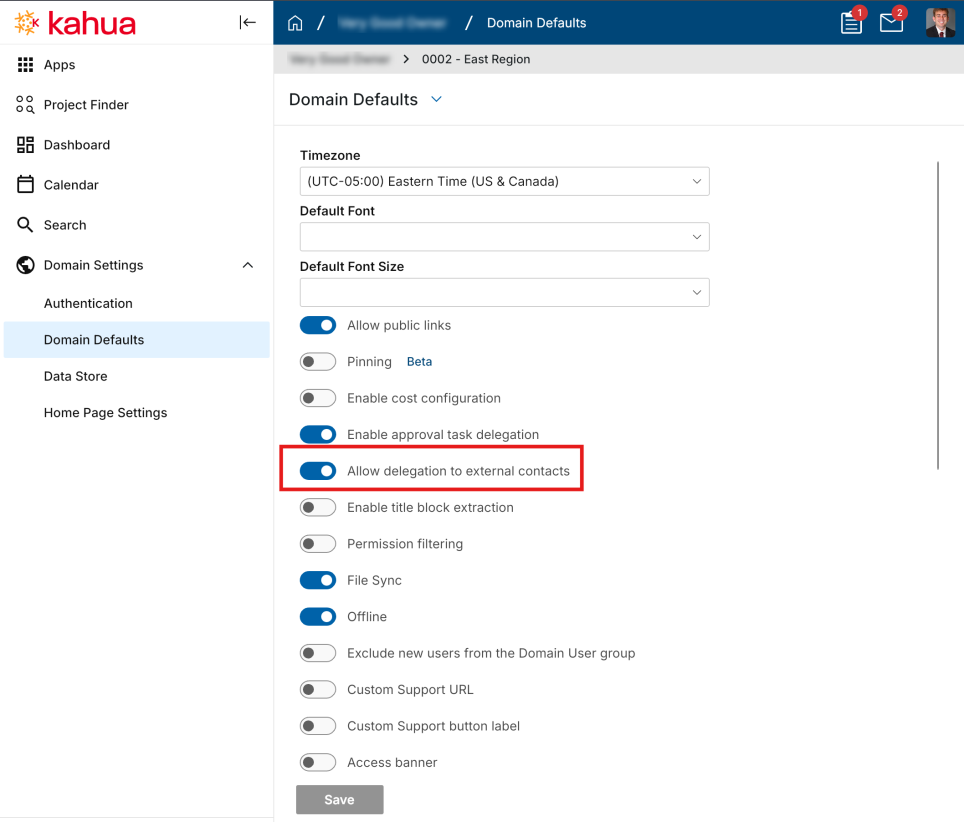 kahua
Apps
Project Finder
Dashboard
Calendar
Search
Domain Settings
Authentication
Domain Defaults
Data Store
Home Page Settings
/ / Domain Defaults
1
2
> 0002 - East Region
Domain Defaults
Timezone
(UTC-05:00) Eastern Time (US & Canada)
Default Font
Default Font Size
Allow public links
Pinning Beta
Enable cost configuration
Enable approval task delegation
Allow delegation to external contacts
Enable title block extraction
Permission filtering
File Sync
Offline
Exclude new users from the Domain User group
Custom Support URL
Custom Support button label
Access banner
Save